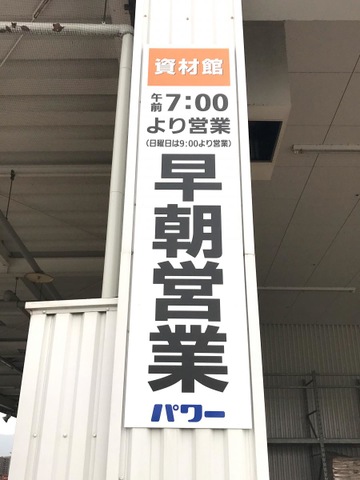 資材館
午前7:00
より営業
(日曜日は9:00より営業)
早朝営業
パワー